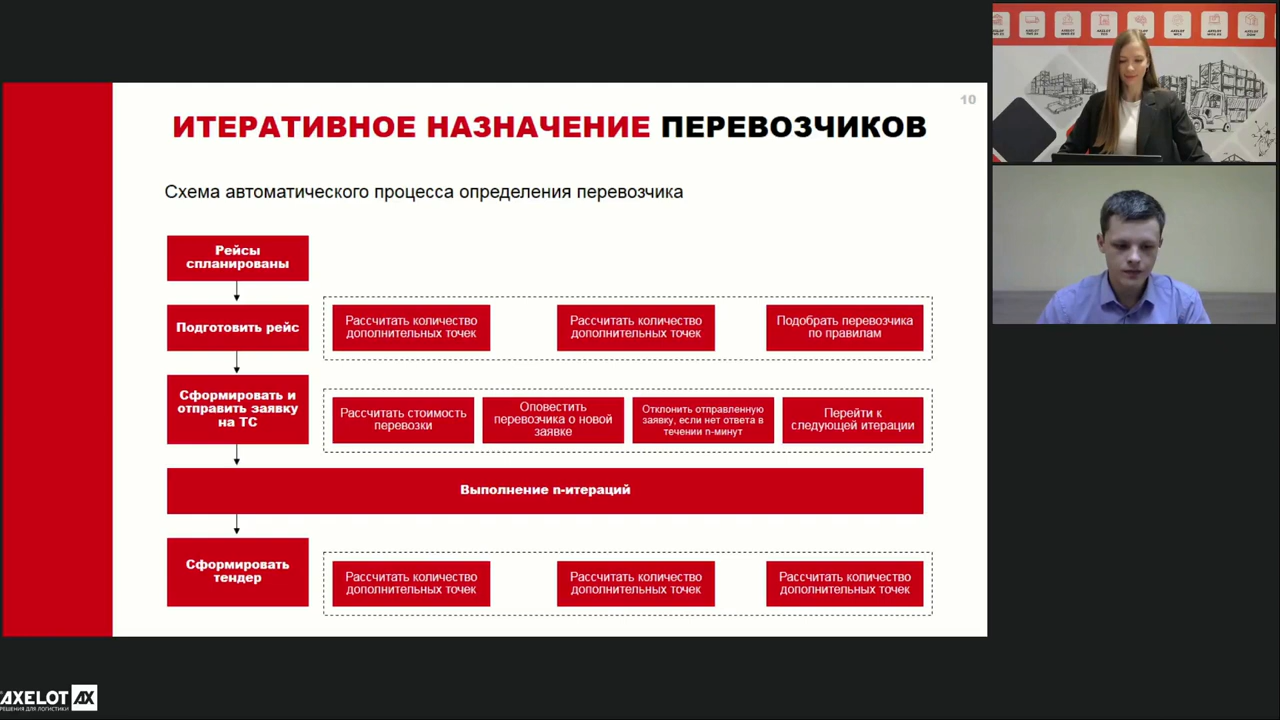 10
ИТЕРАТИВНОЕ НАЗНАЧЕНИЕ ПЕРЕВОЗЧИКОВ
Схема автоматического процесса определения перевозчика
Рейсы
спланированы
Подготовить рейс
Рассчитать количество
дополнительных точек
Рассчитать количество
дополнительных точек
Подобрать перевозчика
по правилам
Сформировать и
отправить заявку
на ТС
Рассчитать стоимость
перевозки
Оповестить
перевозчика о новой
заявке
Отклонить отправленную
заявку, если нет ответа в
течении n-минут
Перейти к
следующей итерации
Выполнение n-итераций
Сформировать
тендер
Рассчитать количество
дополнительных точек
Рассчитать количество
дополнительных точек
Рассчитать количество
дополнительных точек
AXELOT AX
РЕШЕНИЯ ДЛЯ ЛОГИСТИКИ